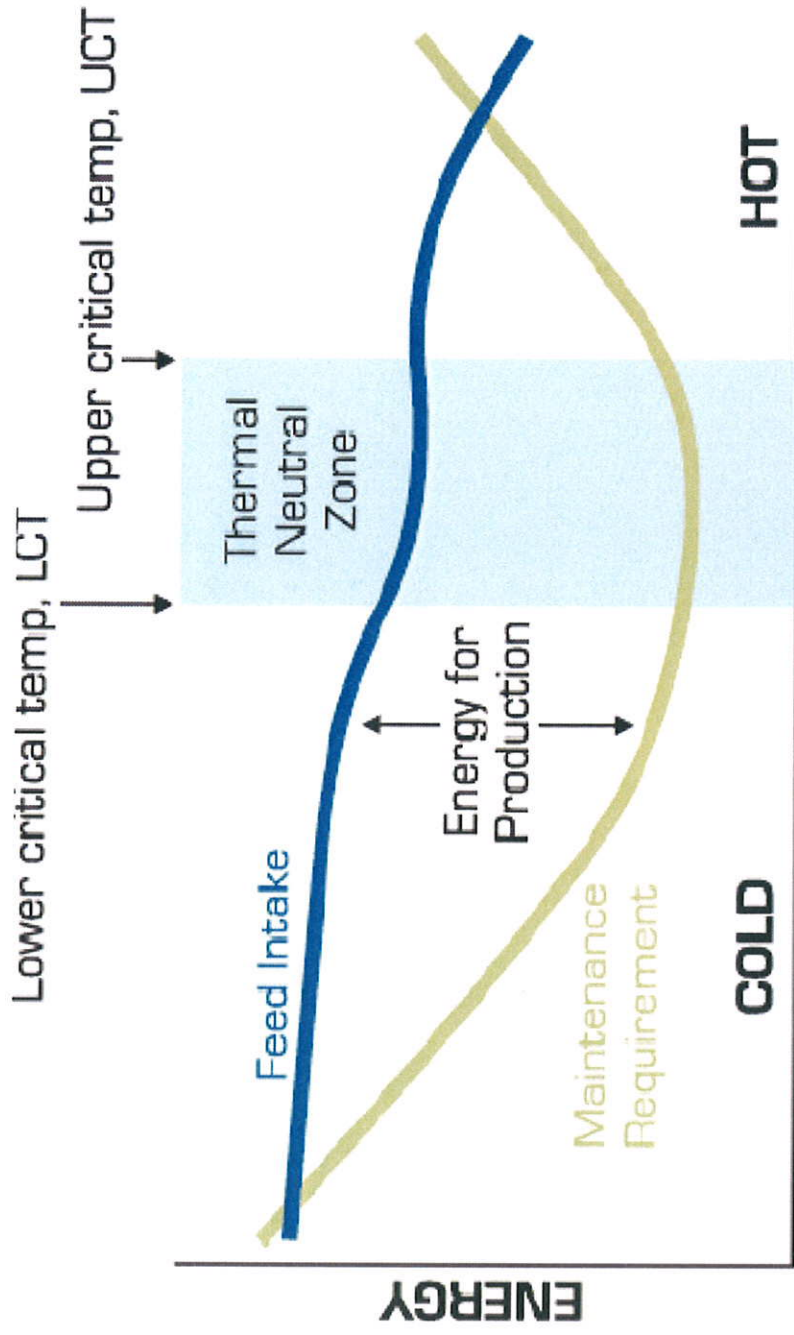 Lower critical temp, LCT
Upper critical temp, UCT
Thermal
Neutral
Zone
Feed Intake
Energy for
Production
Maintenance
Requirement
COLD
HOT
ENERGY